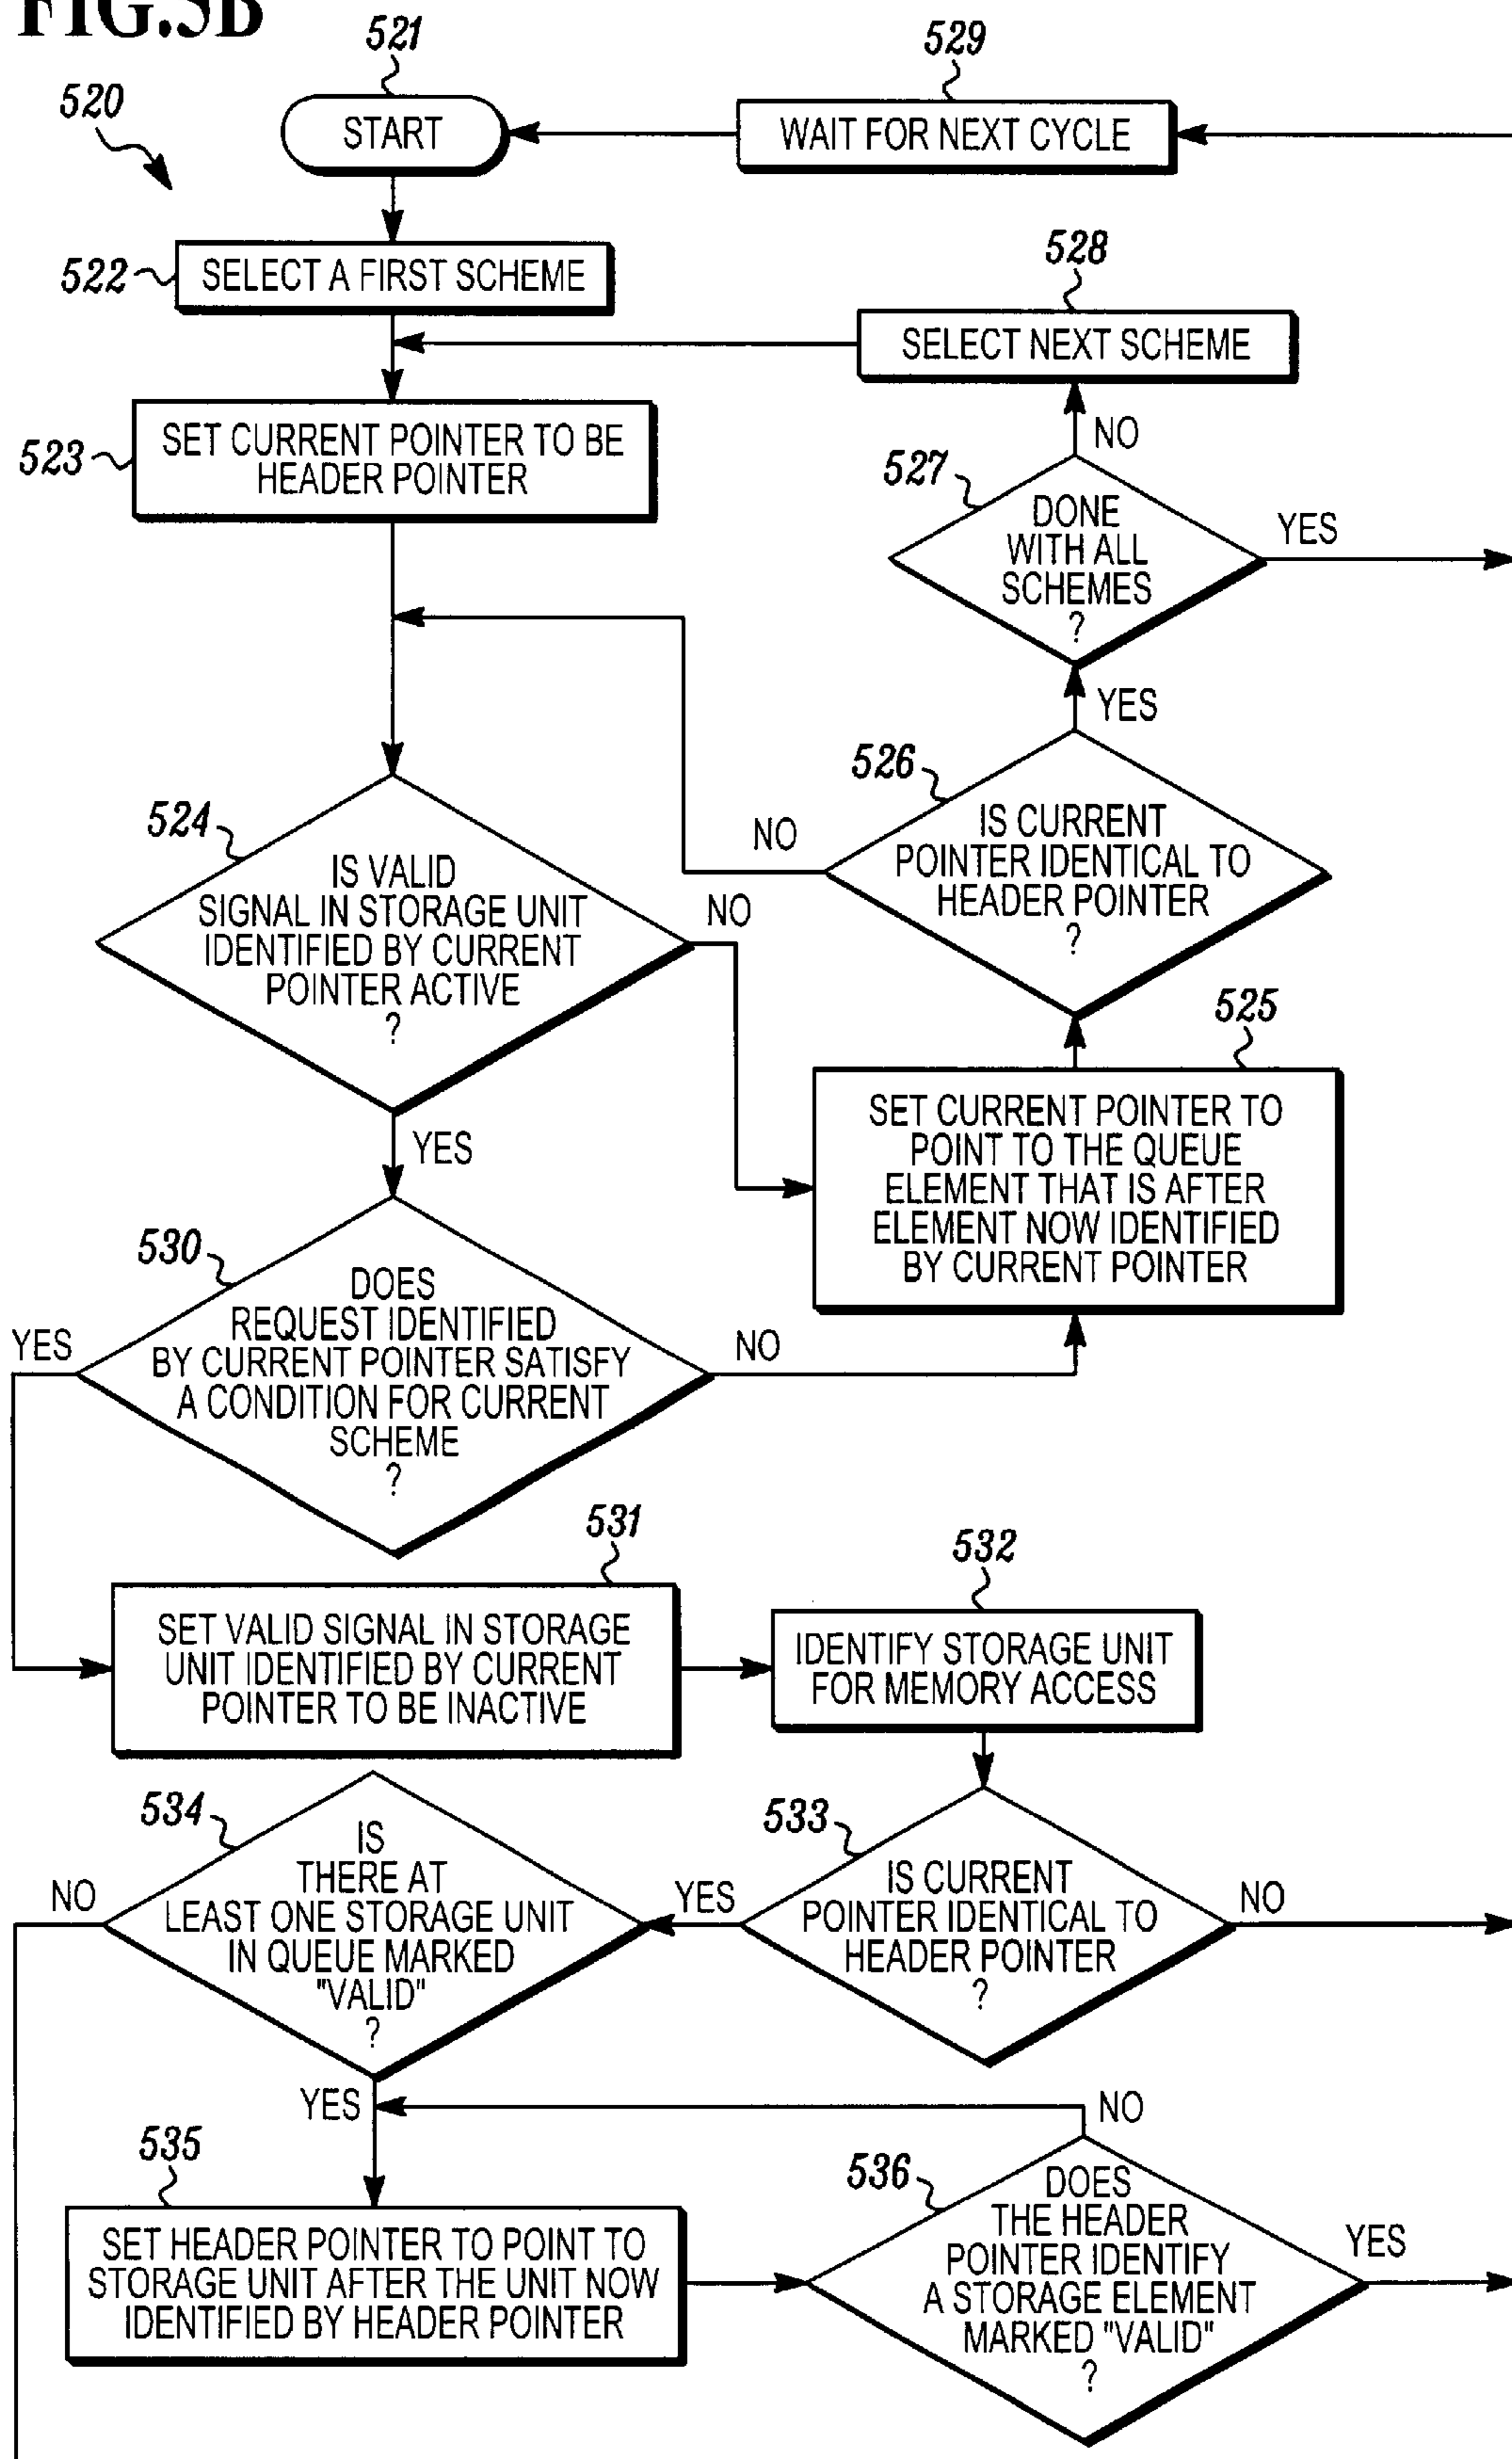 FIG.5B
521
529
520
START
WAIT FOR NEXT CYCLE
522
SELECT A FIRST SCHEME
528
SELECT NEXT SCHEME
523
SET CURRENT POINTER TO BE
HEADER POINTER
NO
527
DONE
WITH ALL
SCHEMES
?
YES
YES
526
IS CURRENT
POINTER IDENTICAL TO
HEADER POINTER
?
NO
524
IS VALID
SIGNAL IN STORAGE UNIT
IDENTIFIED BY CURRENT
POINTER ACTIVE
?
NO
YES
525
SET CURRENT POINTER TO
POINT TO THE QUEUE
ELEMENT THAT IS AFTER
ELEMENT NOW IDENTIFIED
BY CURRENT POINTER
530
DOES
REQUEST IDENTIFIED
BY CURRENT POINTER SATISFY
A CONDITION FOR CURRENT
SCHEME
?
YES
NO
531
SET VALID SIGNAL IN STORAGE
UNIT IDENTIFIED BY CURRENT
POINTER TO BE INACTIVE
532
IDENTIFY STORAGE UNIT
FOR MEMORY ACCESS
534
IS
THERE AT
LEAST ONE STORAGE UNIT
IN QUEUE MARKED
"VALID"
?
NO
YES
533
IS CURRENT
POINTER IDENTICAL TO
HEADER POINTER
?
NO
YES
NO
535
SET HEADER POINTER TO POINT TO
STORAGE UNIT AFTER THE UNIT NOW
IDENTIFIED BY HEADER POINTER
536
DOES
THE HEADER
POINTER IDENTIFY
A STORAGE ELEMENT
MARKED "VALID"
?
YES